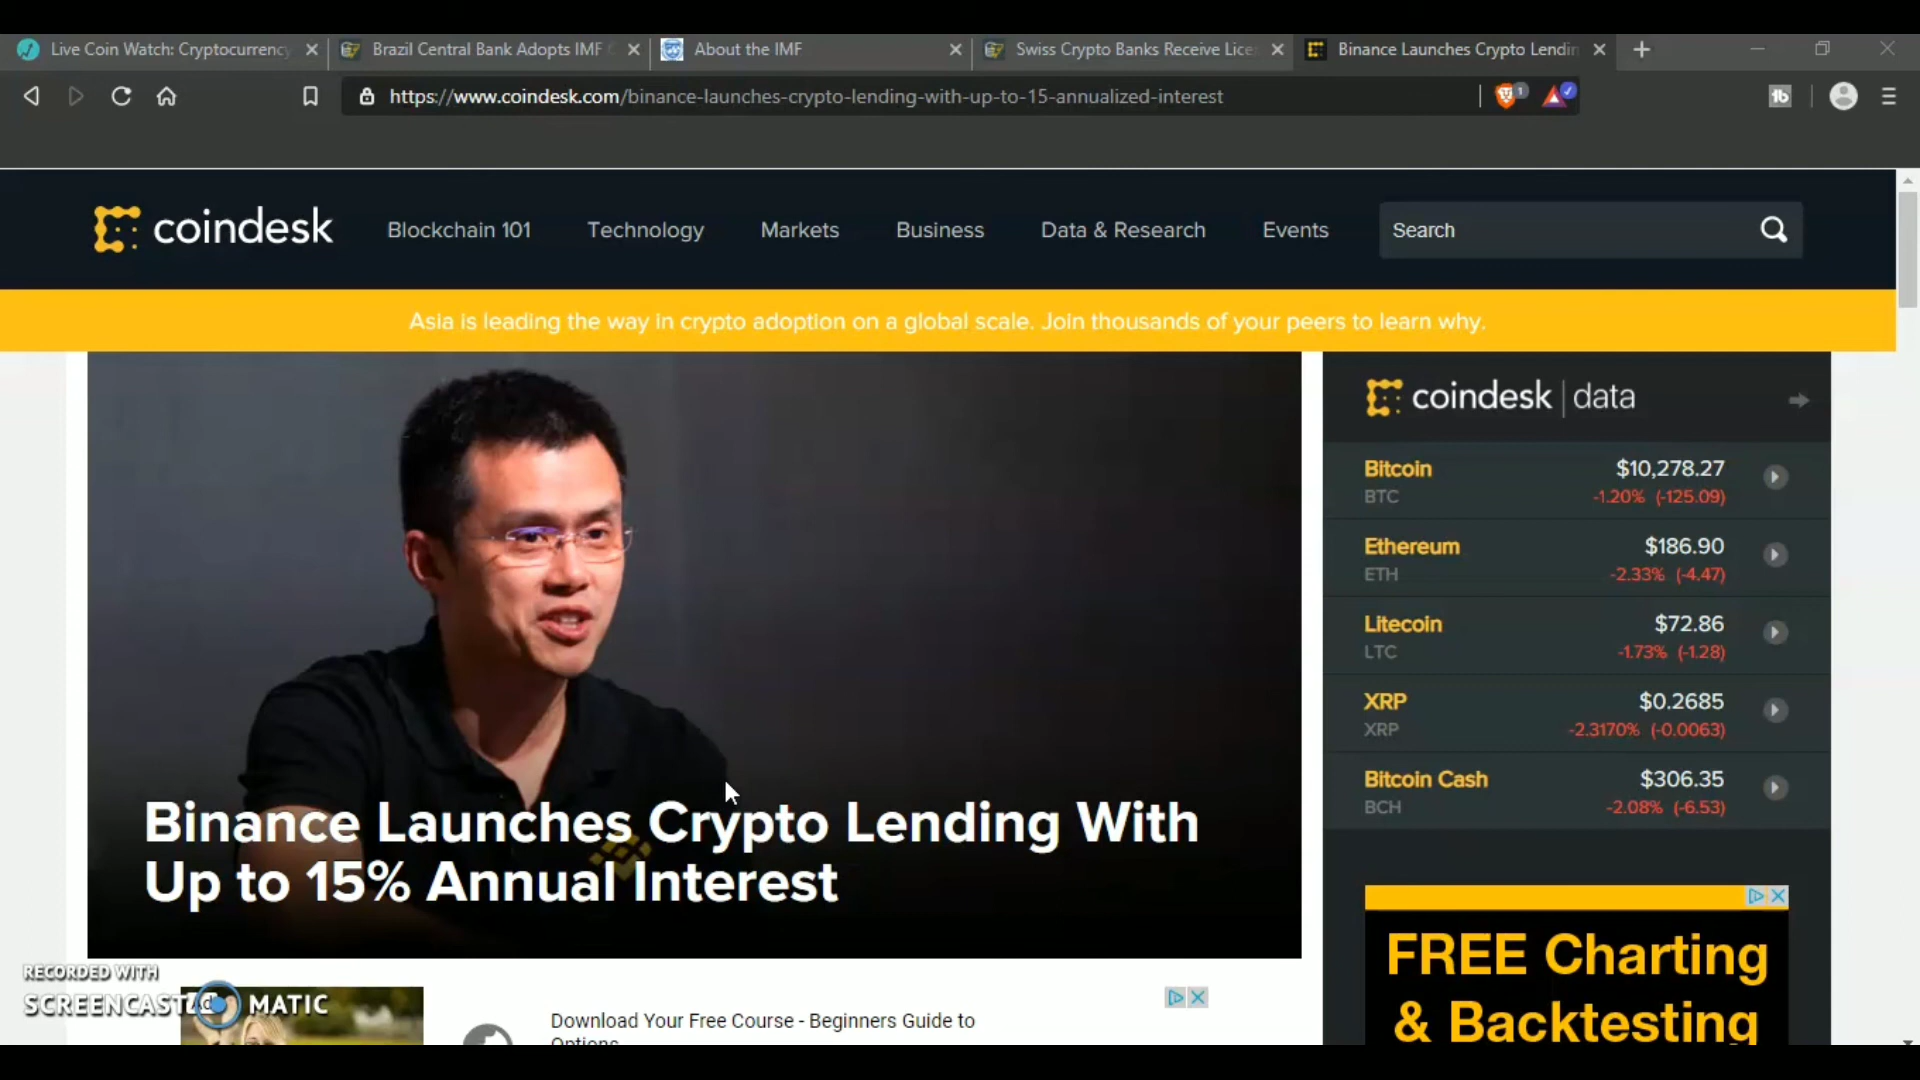 Live Coin Watch: Cryptocurrency
Brazil Central Bank Adopts IMF
About the IMF
Swiss Crypto Banks Receive Lice
Binance Launches Crypto Lendin
https://www.coindesk.com/binance-launches-crypto-lending-with-up-to-15-annualized-interest
1
coindesk
Blockchain 101
Technology
Markets
Business
Data & Research
Events
Search
Asia is leading the way in crypto adoption on a global scale. Join thousands of your peers to learn why.
Binance Launches Crypto Lending With
Up to 15% Annual Interest
coindesk | data
Bitcoin $10,278.27
BTC -1.20% (-125.09)
Ethereum $186.90
ETH -2.33% (-4.47)
Litecoin $72.86
LTC -1.73% (-1.28)
XRP $0.2685
XRP -2.3170% (-0.0063)
Bitcoin Cash $306.35
BCH -2.08% (-6.53)
FREE Charting
& Backtesting
Download Your Free Course - Beginners Guide to
Options
Ad
RECORDED WITH
SCREENCAST MATIC